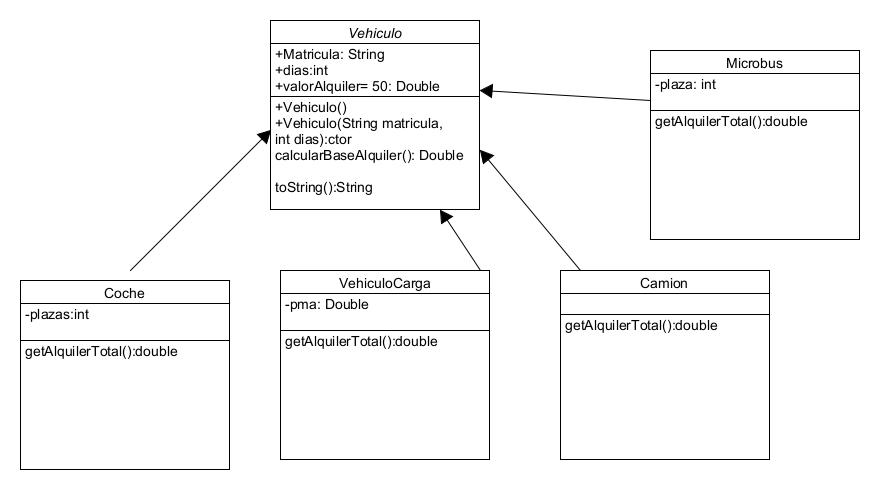 Vehiculo
+Matricula: String
+dias:int
+valorAlquiler= 50: Double
+Vehiculo()
+Vehiculo(String matricula,
int dias):ctor
calcularBaseAlquiler(): Double
toString():String
Microbus
-plaza: int
getAlquilerTotal():double
Coche
-plazas:int
getAlquilerTotal():double
VehiculoCarga
-pma: Double
getAlquilerTotal():double
Camion
getAlquilerTotal():double